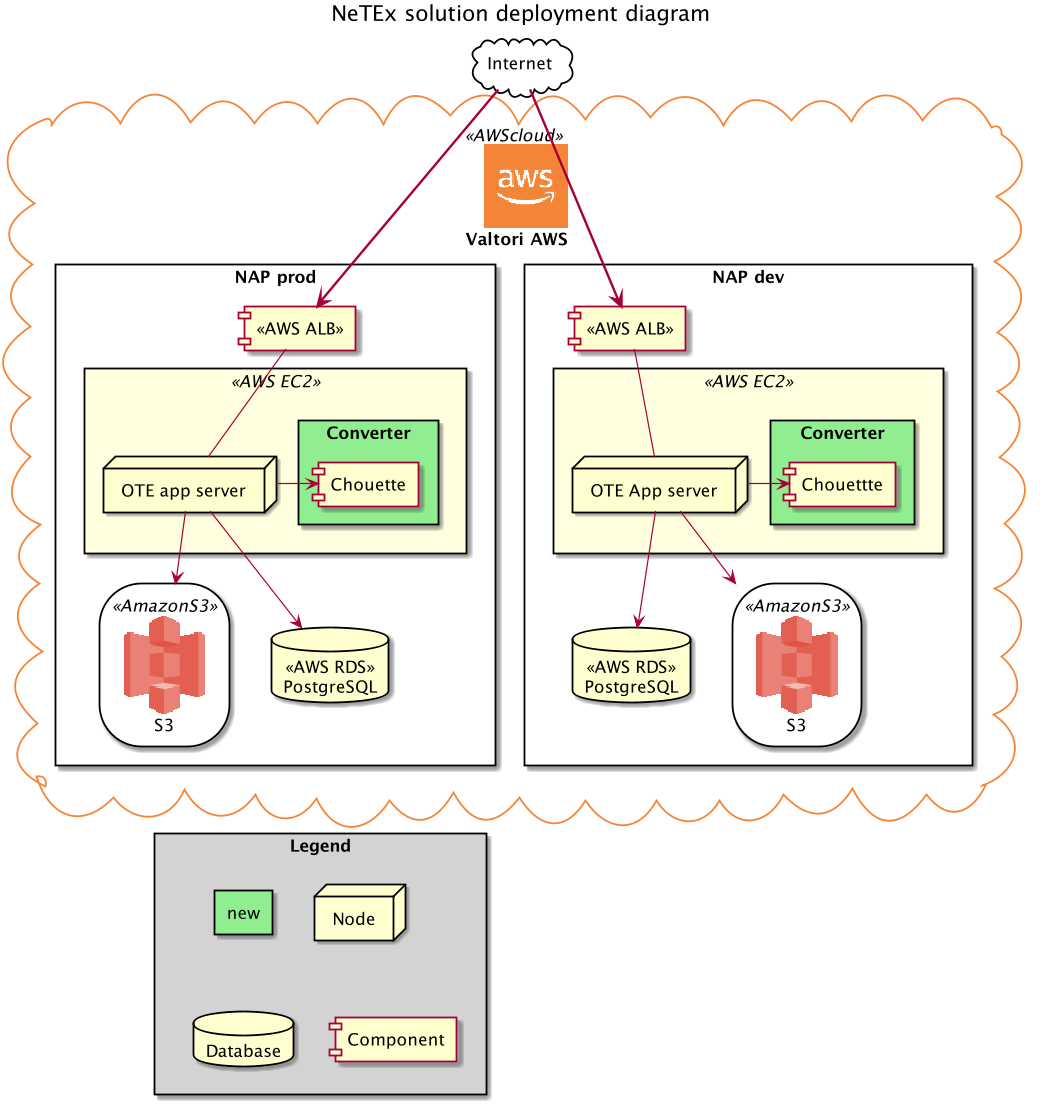 NeTEx solution deployment diagram
Internet
«AWScloud»
aws
Valtori AWS
NAP prod
«AWS ALB»
«AWS EC2»
Converter
Chouette
OTE app server
«AmazonS3»
S3
«AWS RDS»
PostgreSQL
NAP dev
«AWS ALB»
«AWS EC2»
Converter
Chouettte
OTE App server
«AWS RDS»
PostgreSQL
«AmazonS3»
S3
Legend
new
Node
Database
Component